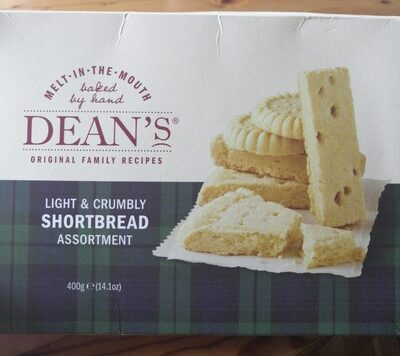 MELT·IN·THE·MOUTH
baked
by hand
DEAN'S®
ORIGINAL FAMILY RECIPES
LIGHT & CRUMBLY
SHORTBREAD
ASSORTMENT
400g ℮ (14.1oz)